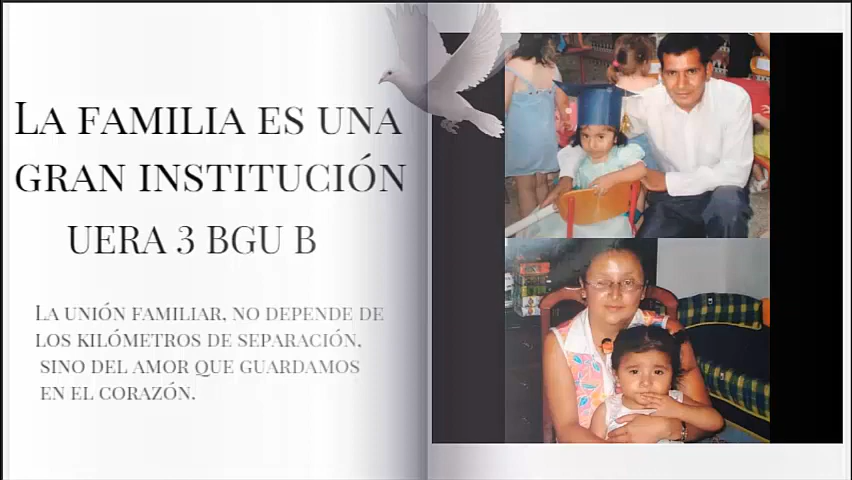 LA FAMILIA ES UNA
GRAN INSTITUCIÓN
UERA 3 BGU B
LA UNIÓN FAMILIAR, NO DEPENDE DE
LOS KILÓMETROS DE SEPARACIÓN,
SINO DEL AMOR QUE GUARDAMOS
EN EL CORAZÓN.